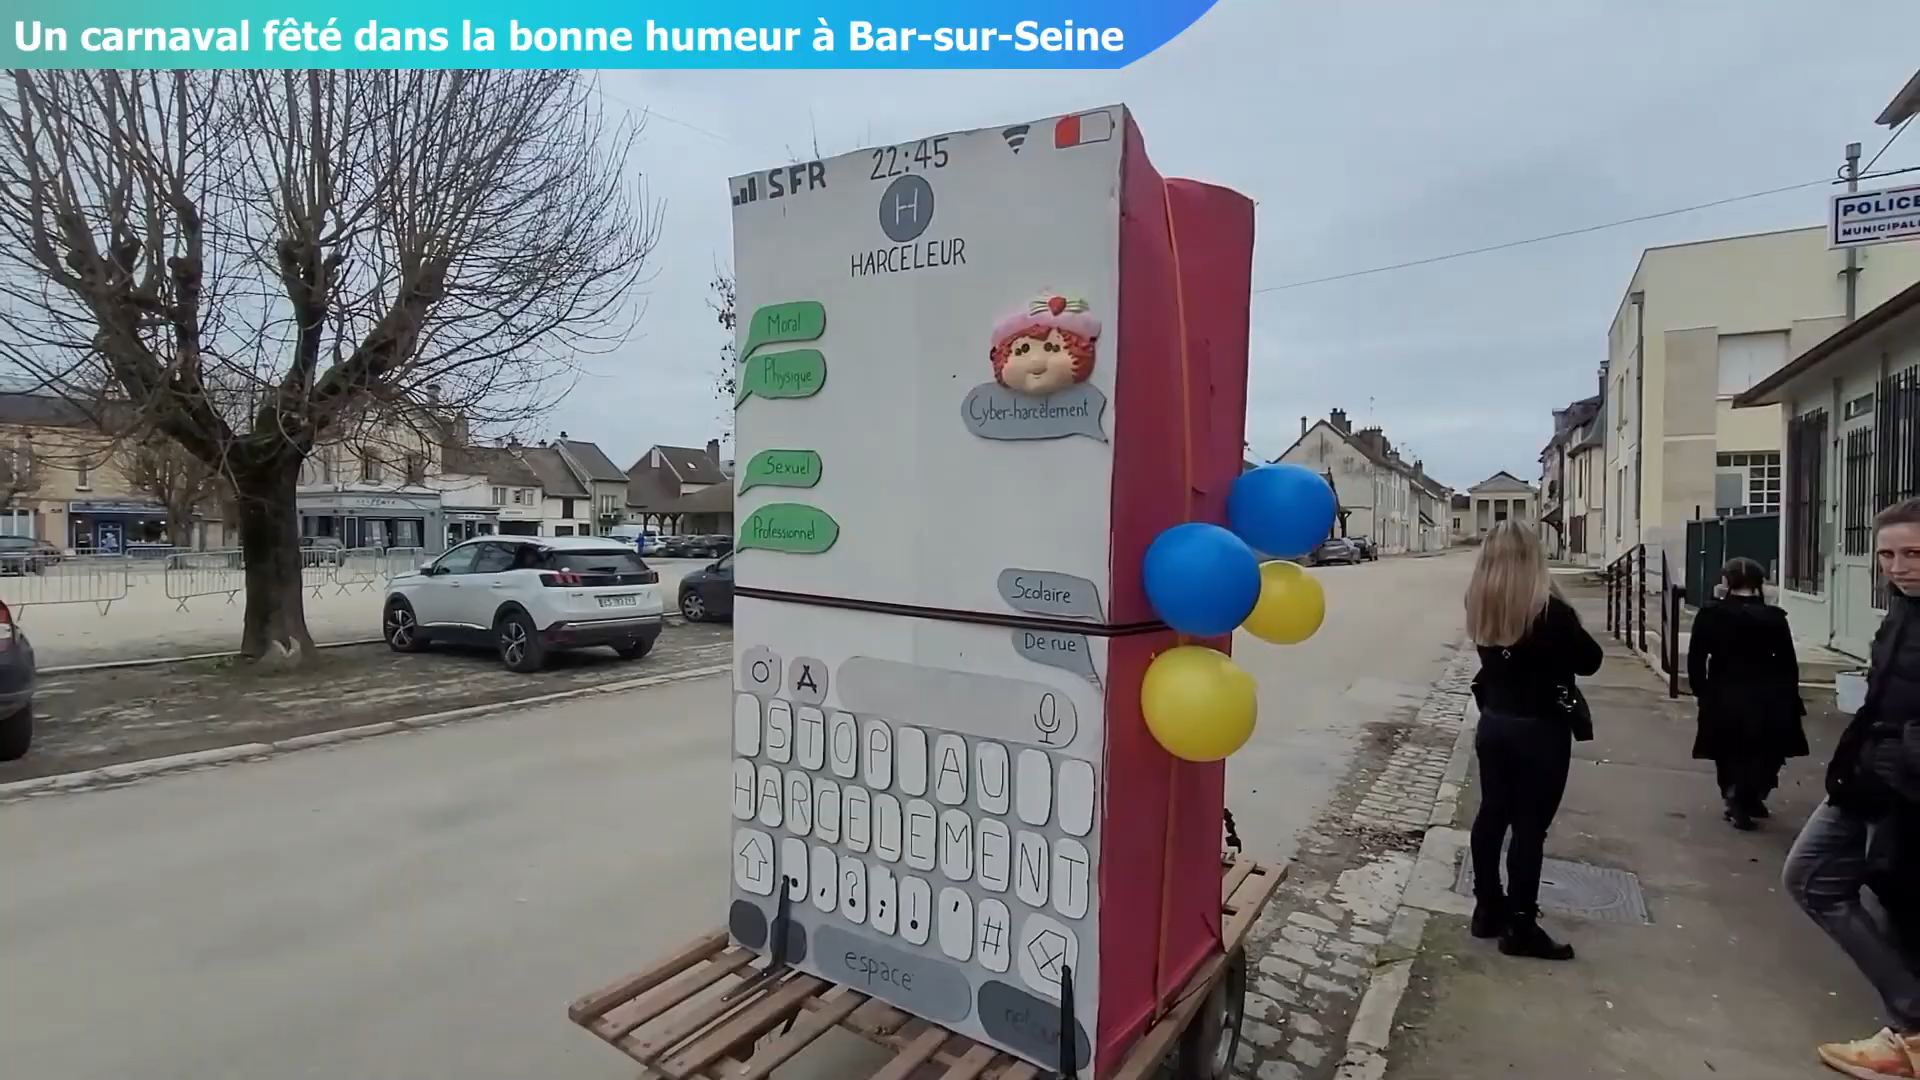 Un carnaval fêté dans la bonne humeur à Bar-sur-Seine
SFR 22:45
H
HARCELEUR
Moral
Physique
Cyber-harcèlement
Sexuel
Professionnel
Scolaire
De rue
STOP AU
HARCELEMENT
. , ? ; ! ' #
espace
retour
POLICE
MUNICIPALE